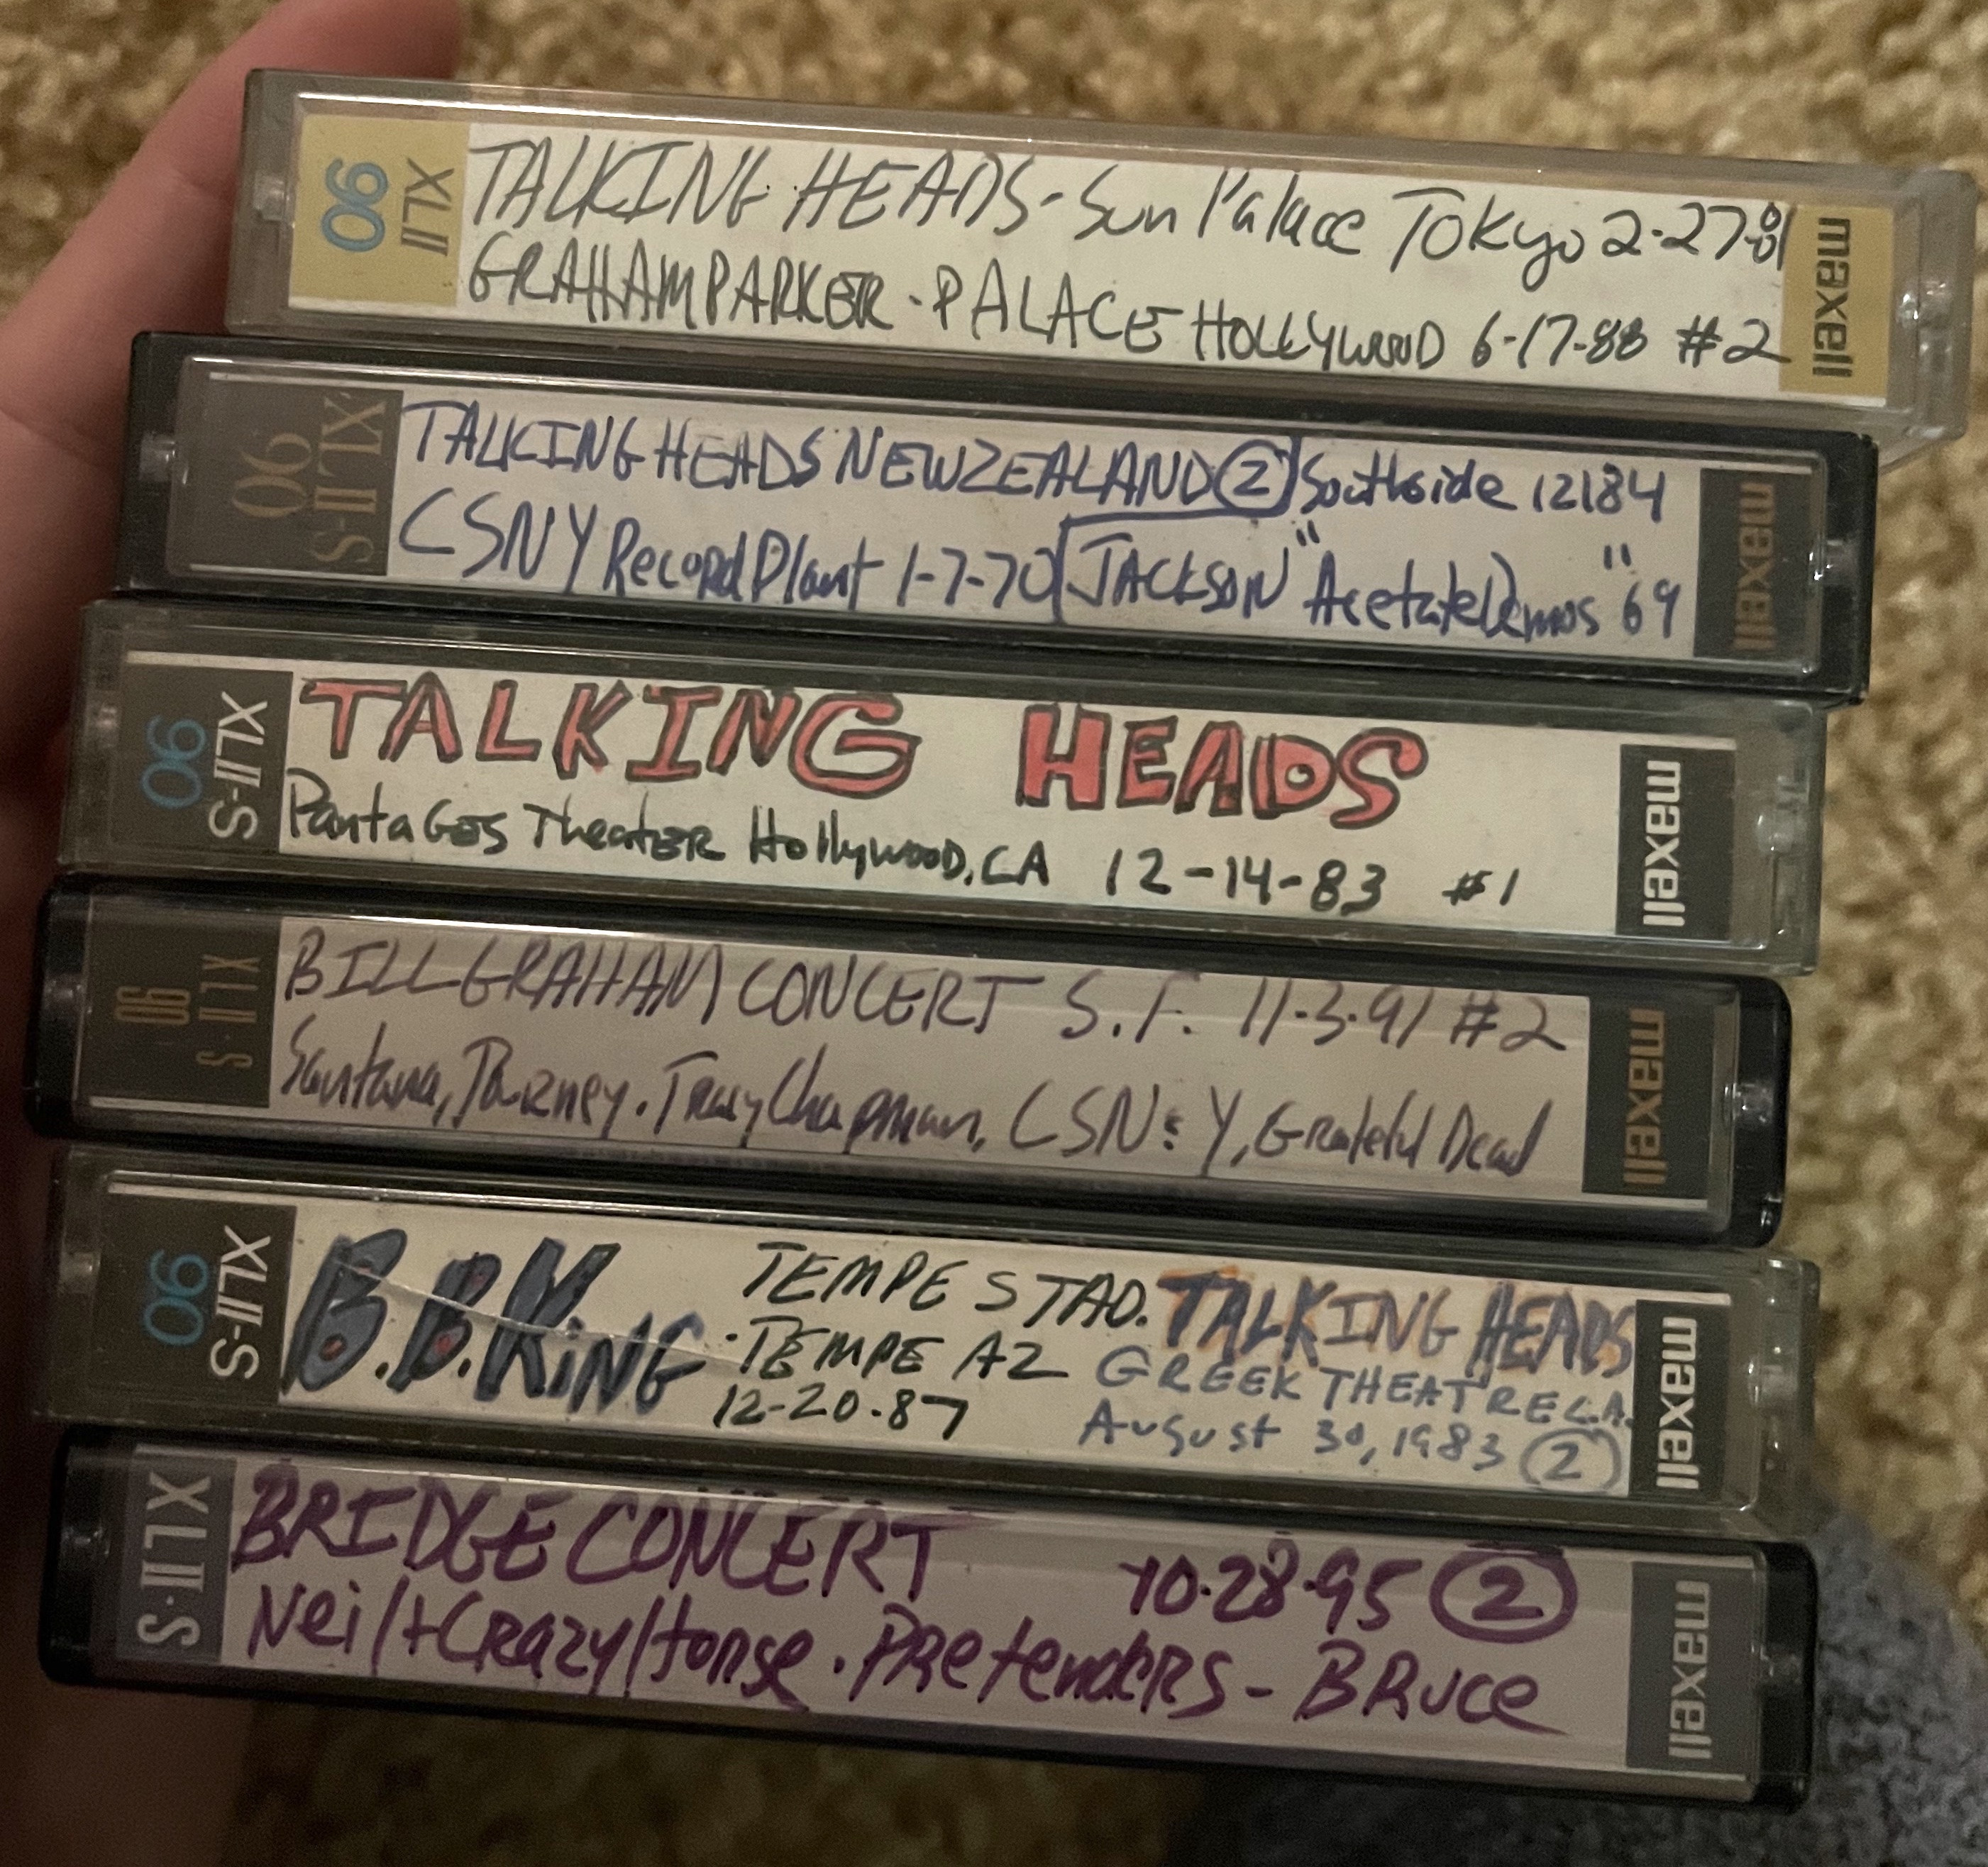 90 XLII TALKING HEADS - Sun Palace Tokyo 2-27-81 maxell
GRAHAM PARKER - PALACE HOLLYWOOD 6-17-88 #2
90 XLII-S TALKING HEADS NEW ZEALAND ② Southside 12184 maxell
CSNY Record Plant 1-7-70 JACKSON "Acetate Demos" 69
90 XLII-S TALKING HEADS maxell
PantaGes Theater Hollywood, CA 12-14-83 #1
90 XLII-S BILL GRAHAM CONCERT S.F. 11-3-91 #2 maxell
Santana, Journey, Tracy Chapman, CSN & Y, Grateful Dead
90 XLII-S B.B. KiNG TEMPE STAD. TALKING HEADS maxell
TEMPE AZ GREEK THEATRE L.A.
12-20-87 August 30, 1983 ②
XLII-S BRIDGE CONCERT 10-28-95 ② maxell
Neil + Crazy Horse. Pretenders - Bruce